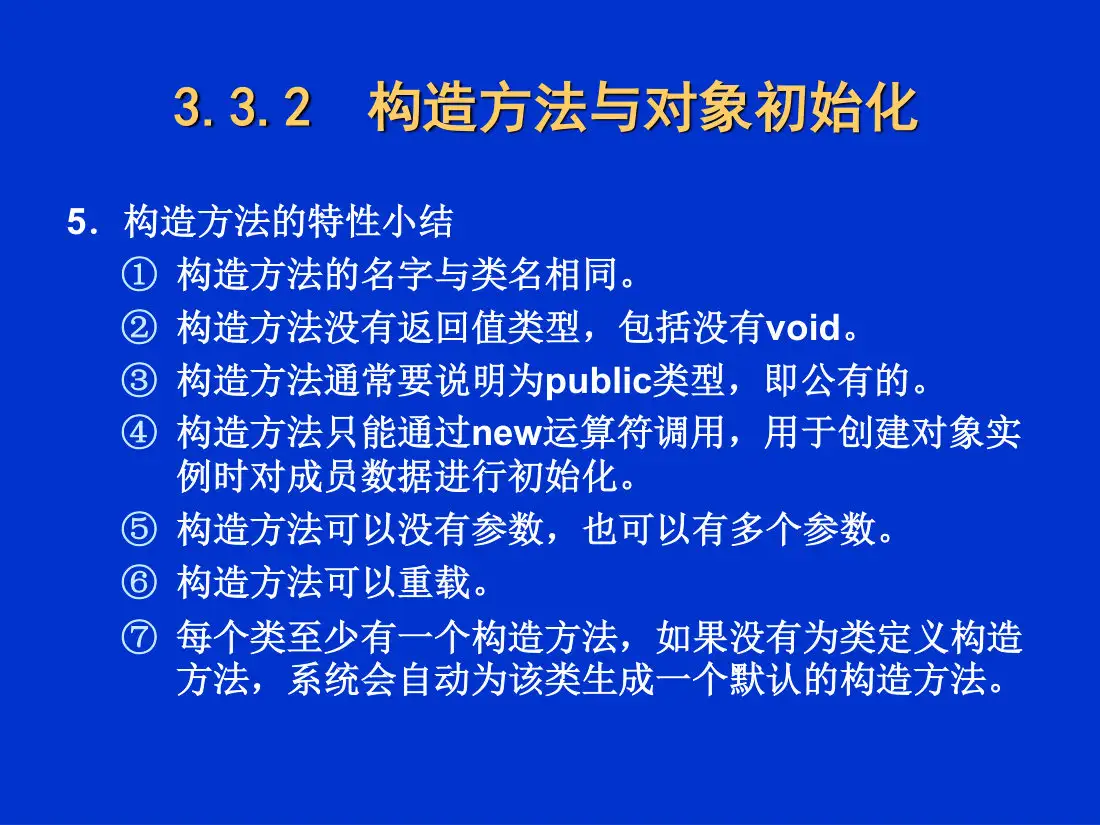 3.3.2 构造方法与对象初始化
5．构造方法的特性小结
① 构造方法的名字与类名相同。
② 构造方法没有返回值类型，包括没有void。
③ 构造方法通常要说明为public类型，即公有的。
④ 构造方法只能通过new运算符调用，用于创建对象实
例时对成员数据进行初始化。
⑤ 构造方法可以没有参数，也可以有多个参数。
⑥ 构造方法可以重载。
⑦ 每个类至少有一个构造方法，如果没有为类定义构造
方法，系统会自动为该类生成一个默认的构造方法。